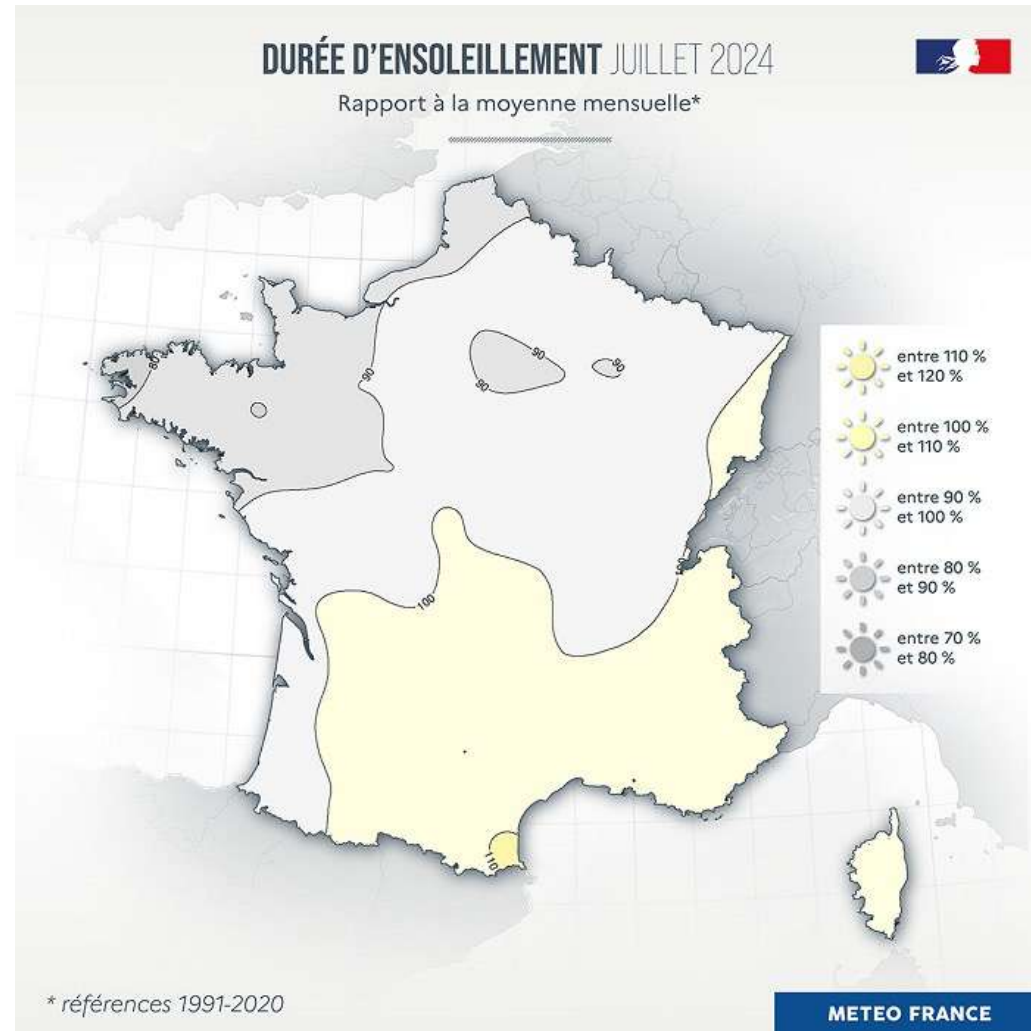 DURÉE D'ENSOLEILLEMENT JUILLET 2024
Rapport à la moyenne mensuelle*
80
90
90
90
90
100
100
110
entre 110 %
et 120 %
entre 100 %
et 110 %
entre 90 %
et 100 %
entre 80 %
et 90 %
entre 70 %
et 80 %
* références 1991-2020
METEO FRANCE